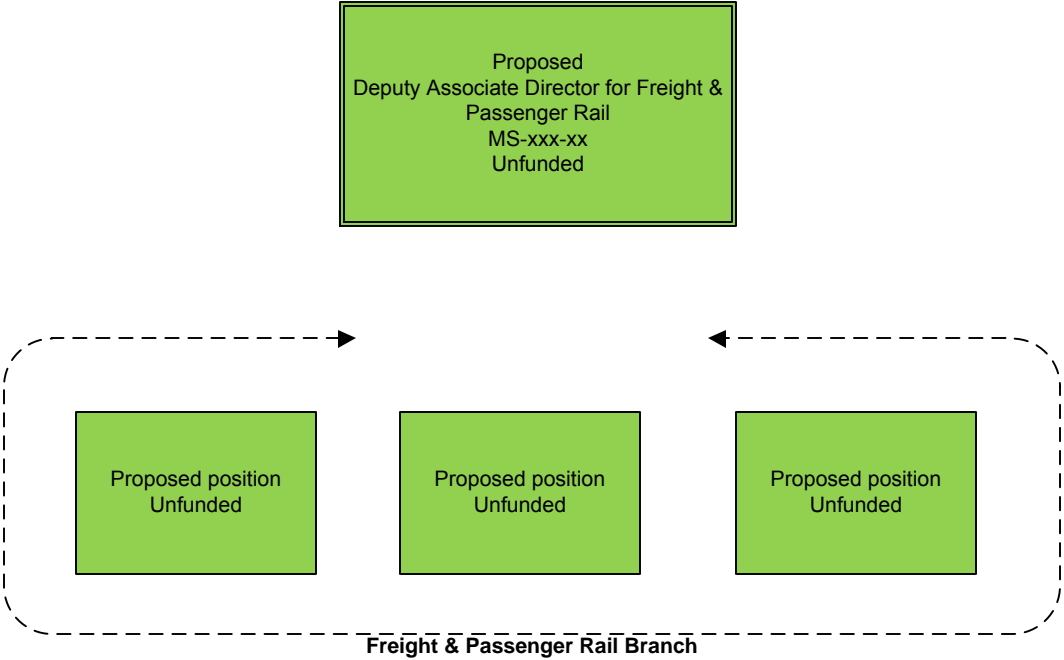 Proposed
Deputy Associate Director for Freight &
Passenger Rail
MS-xxx-xx
Unfunded
Proposed position
Unfunded
Proposed position
Unfunded
Proposed position
Unfunded
Freight & Passenger Rail Branch